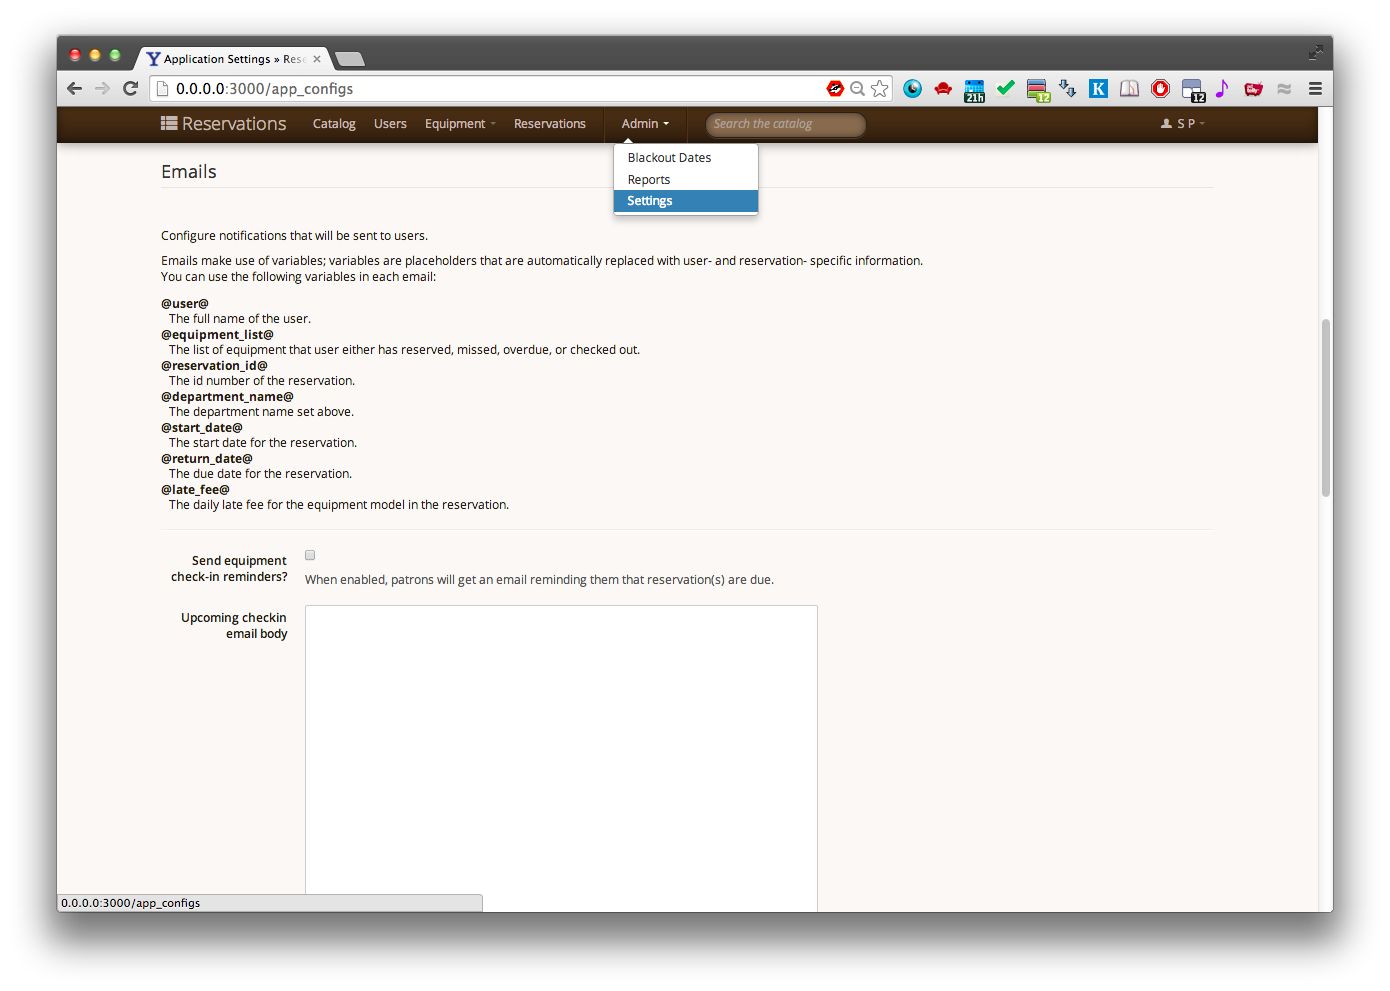 Application Settings » Rese
0.0.0.0:3000/app_configs
21h
12
K
12
Reservations
Catalog
Users
Equipment
Reservations
Admin
Search the catalog
S P
Blackout Dates
Reports
Settings
Emails
Configure notifications that will be sent to users.
Emails make use of variables; variables are placeholders that are automatically replaced with user- and reservation- specific information.
You can use the following variables in each email:
@user@
The full name of the user.
@equipment_list@
The list of equipment that user either has reserved, missed, overdue, or checked out.
@reservation_id@
The id number of the reservation.
@department_name@
The department name set above.
@start_date@
The start date for the reservation.
@return_date@
The due date for the reservation.
@late_fee@
The daily late fee for the equipment model in the reservation.
Send equipment
check-in reminders?
When enabled, patrons will get an email reminding them that reservation(s) are due.
Upcoming checkin
email body
0.0.0.0:3000/app_configs